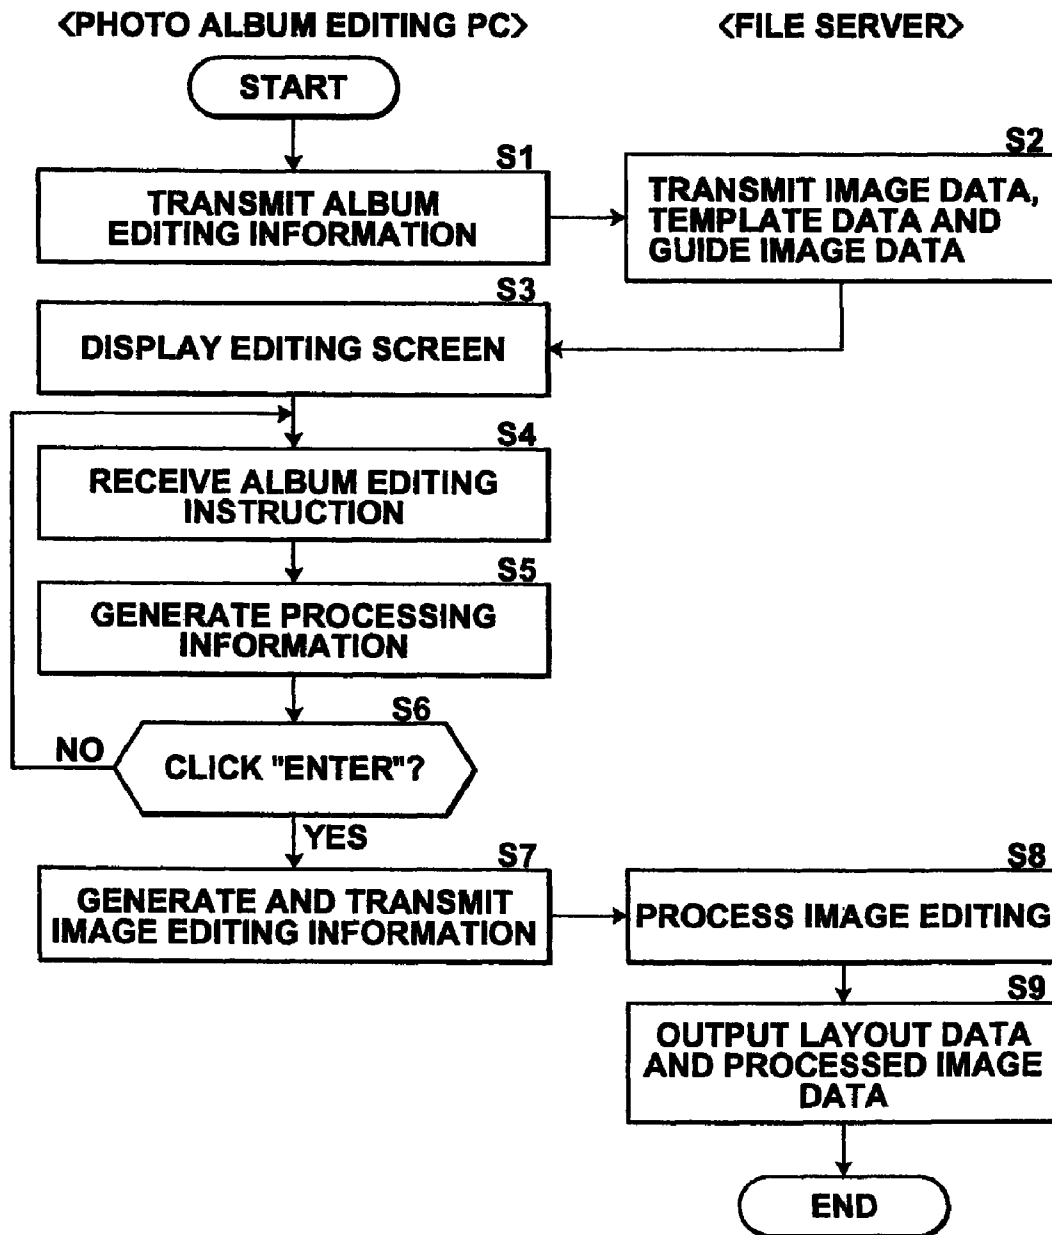 <PHOTO ALBUM EDITING PC>
<FILE SERVER>
START
S1
TRANSMIT ALBUM
EDITING INFORMATION
S2
TRANSMIT IMAGE DATA,
TEMPLATE DATA AND
GUIDE IMAGE DATA
S3
DISPLAY EDITING SCREEN
S4
RECEIVE ALBUM EDITING
INSTRUCTION
S5
GENERATE PROCESSING
INFORMATION
S6
CLICK "ENTER"?
NO
YES
S7
GENERATE AND TRANSMIT
IMAGE EDITING INFORMATION
S8
PROCESS IMAGE EDITING
S9
OUTPUT LAYOUT DATA
AND PROCESSED IMAGE
DATA
END